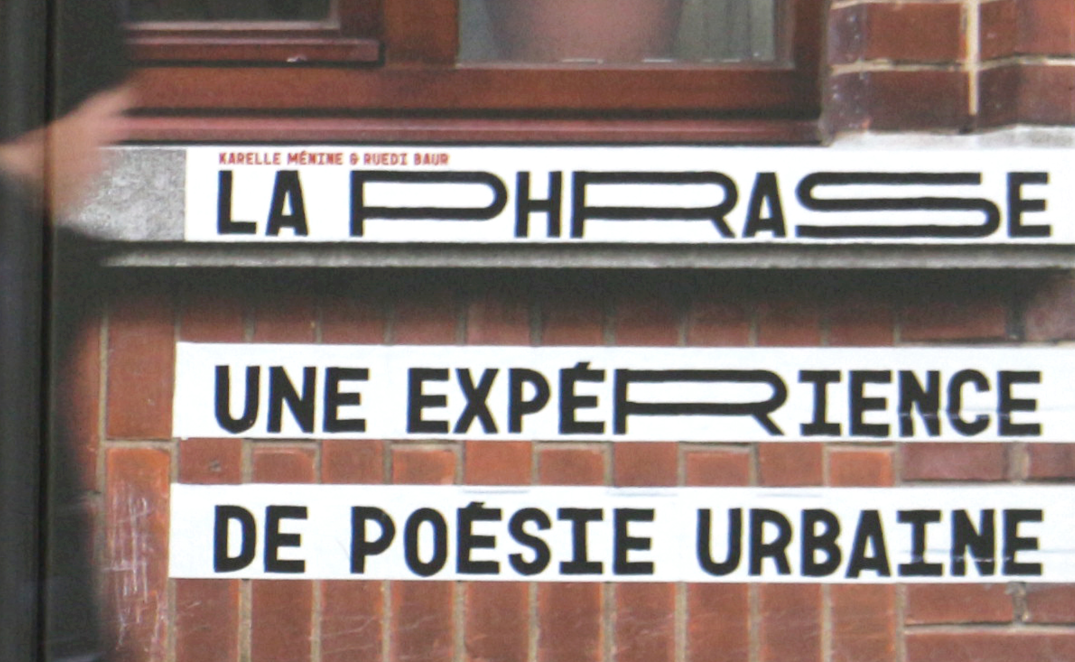 KARELLE MÉNINE & RUEDI BAUR
LA PHRASE
UNE EXPÉRIENCE
DE POÉSIE URBAINE